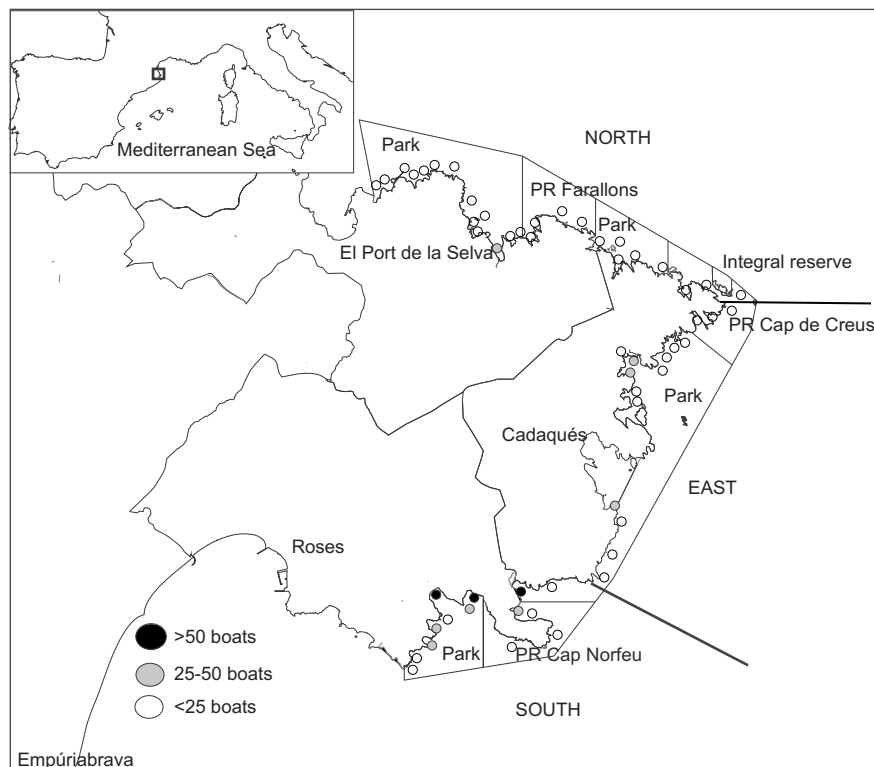 Mediterranean Sea
NORTH
Park
PR Farallons
Park
El Port de la Selva
Integral reserve
PR Cap de Creus
Park
Cadaqués
EAST
Roses
>50 boats
25-50 boats
<25 boats
Park
PR Cap Norfeu
SOUTH
Empúriabrava